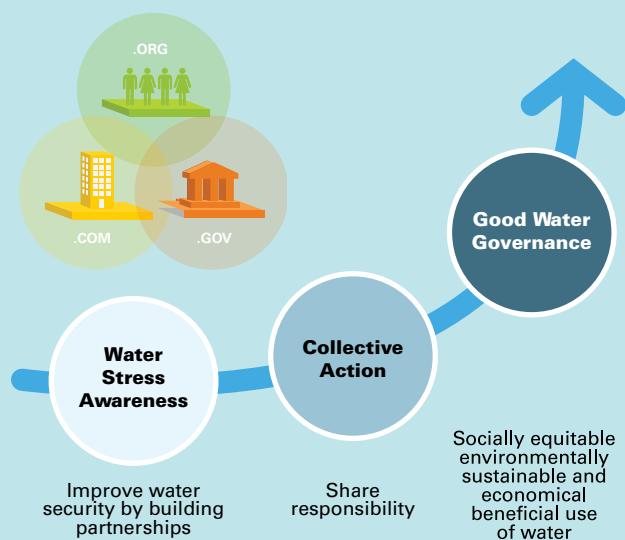 .ORG
.COM
.GOV
Good Water
Governance
Water
Stress
Awareness
Collective
Action
Improve water
security by building
partnerships
Share
responsibility
Socially equitable
environmentally
sustainable and
economical
beneficial use
of water